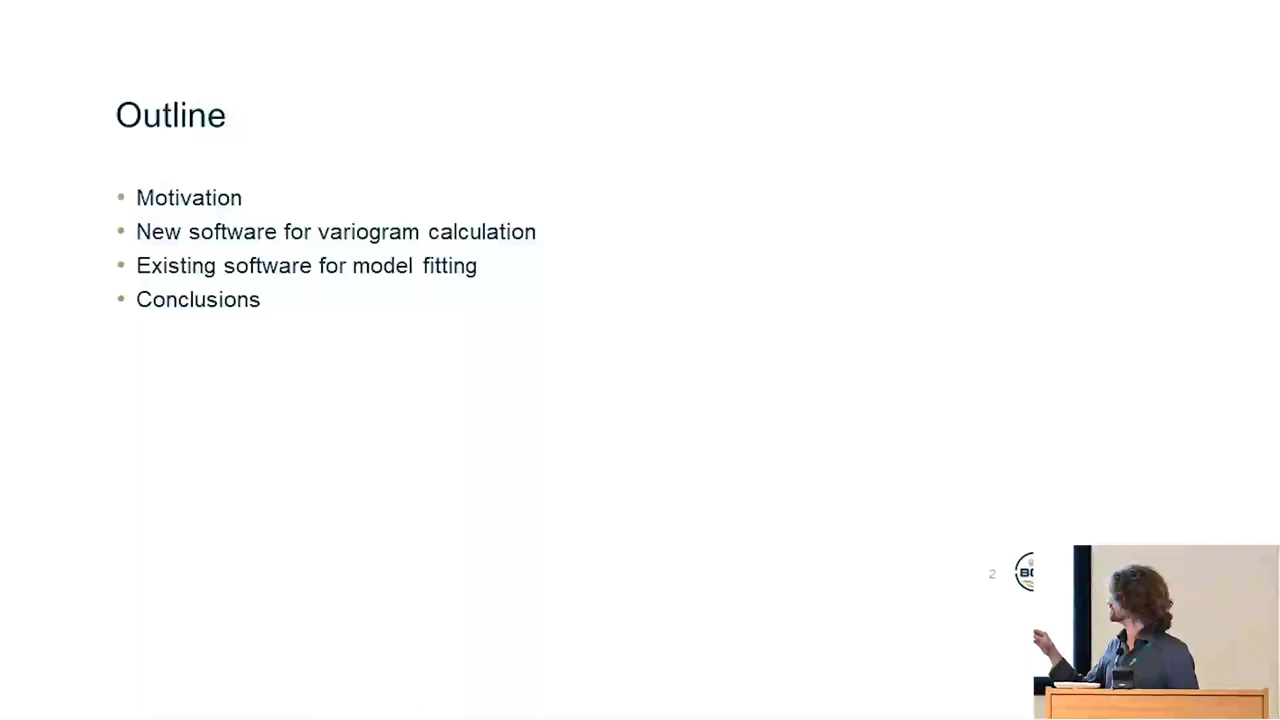 Outline
• Motivation
• New software for variogram calculation
• Existing software for model fitting
• Conclusions
2